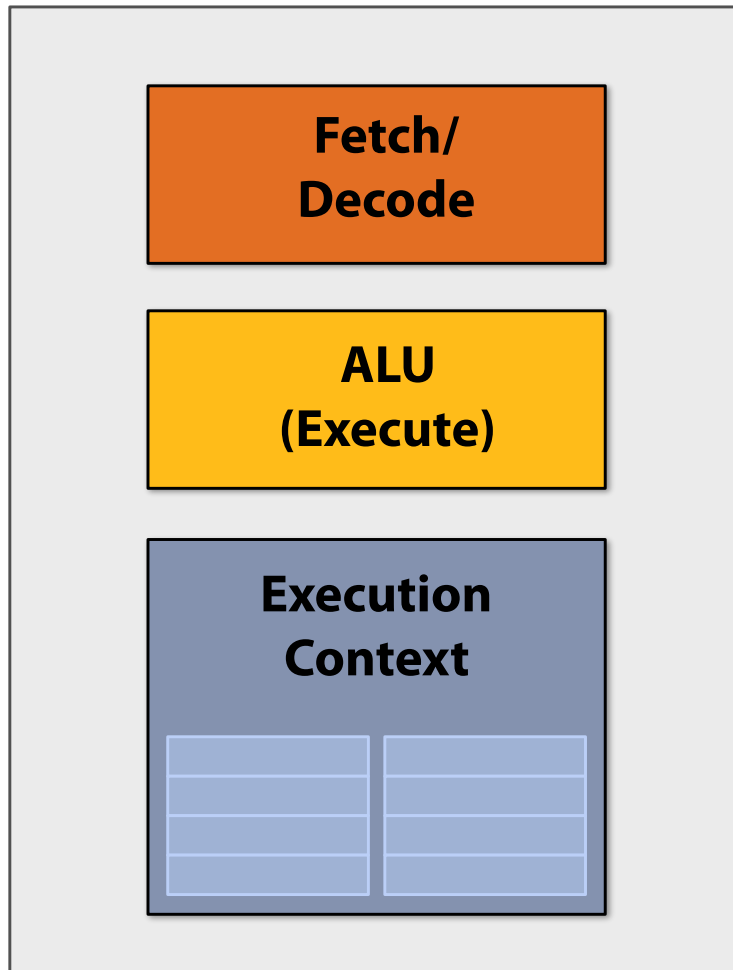 Fetch/
Decode
ALU
(Execute)
Execution
Context